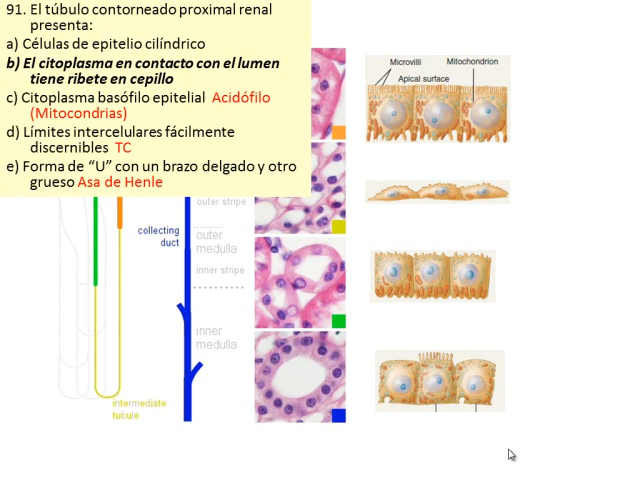 91. El túbulo contorneado proximal renal
presenta:
a) Células de epitelio cilíndrico
b) El citoplasma en contacto con el lumen
tiene ribete en cepillo
c) Citoplasma basófilo epitelial Acidófilo
(Mitocondrias)
d) Límites intercelulares fácilmente
discernibles TC
e) Forma de “U” con un brazo delgado y otro
grueso Asa de Henle
Microvilli
Mitochondrion
Apical surface
outer stripe
collecting
duct
outer
medulla
inner stripe
inner
medulla
intermediate
tubule